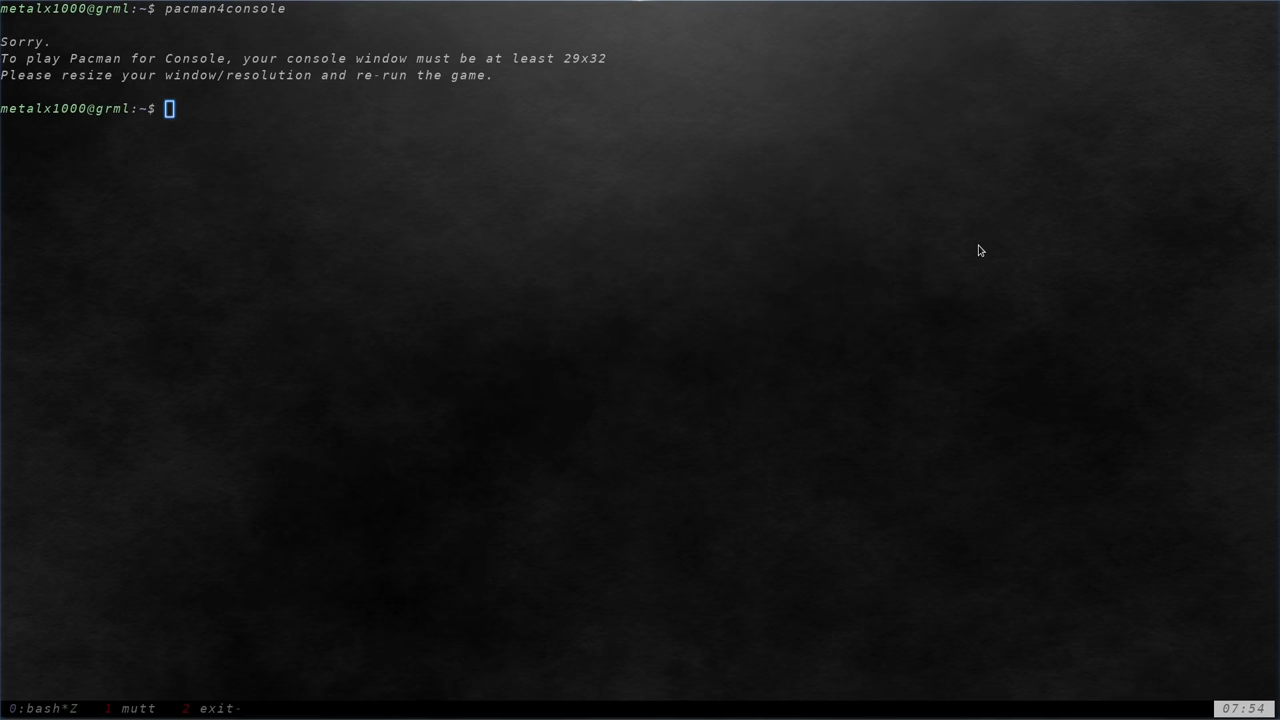 metalx1000@grml:~$ pacman4console
Sorry.
To play Pacman for Console, your console window must be at least 29x32
Please resize your window/resolution and re-run the game.
metalx1000@grml:~$
0:bash*Z 1 mutt 2 exit- 07:54